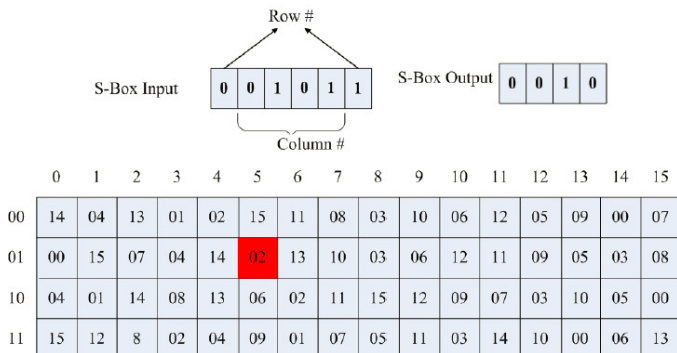 Row #
S-Box Input 0 0 1 0 1 1 S-Box Output 0 0 1 0
Column #
0 1 2 3 4 5 6 7 8 9 10 11 12 13 14 15
00 14 04 13 01 02 15 11 08 03 10 06 12 05 09 00 07
01 00 15 07 04 14 02 13 10 03 06 12 11 09 05 03 08
10 04 01 14 08 13 06 02 11 15 12 09 07 03 10 05 00
11 15 12 8 02 04 09 01 07 05 11 03 14 10 00 06 13